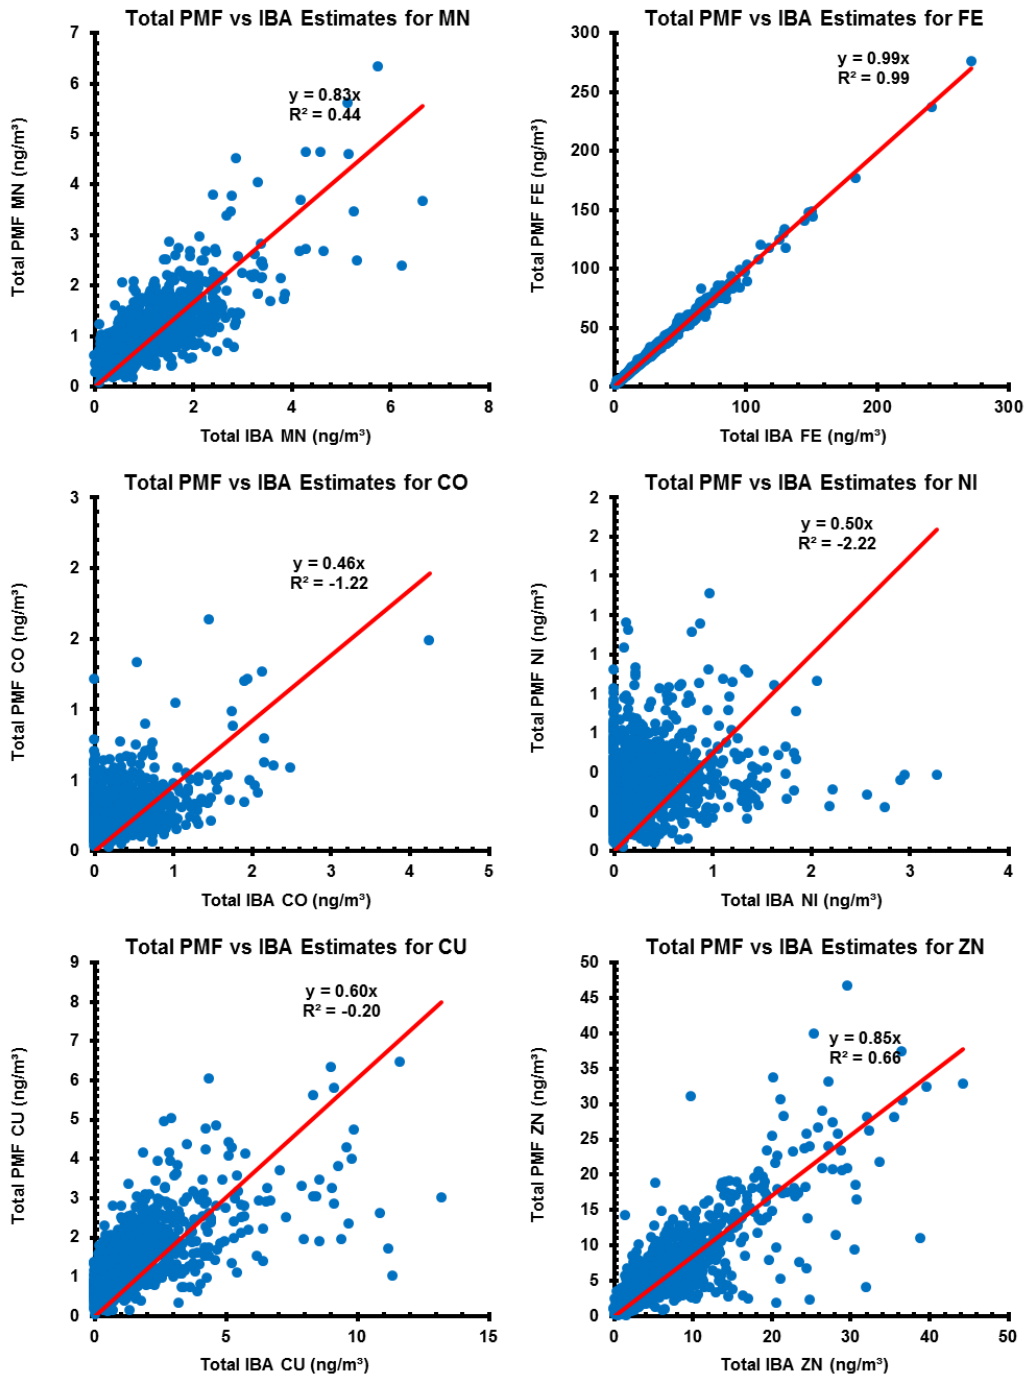 Total PMF vs IBA Estimates for MN
7
6
5
4
3
2
1
0
Total PMF MN (ng/m³)
y = 0.83x
R² = 0.44
0 2 4 6 8
Total IBA MN (ng/m³)
Total PMF vs IBA Estimates for FE
300
250
200
150
100
50
0
Total PMF FE (ng/m³)
y = 0.99x
R² = 0.99
0 100 200 300
Total IBA FE (ng/m³)
Total PMF vs IBA Estimates for CO
3
2
2
1
1
0
Total PMF CO (ng/m³)
y = 0.46x
R² = -1.22
0 1 2 3 4 5
Total IBA CO (ng/m³)
Total PMF vs IBA Estimates for NI
2
2
1
1
1
1
1
0
0
0
Total PMF NI (ng/m³)
y = 0.50x
R² = -2.22
0 1 2 3 4
Total IBA NI (ng/m³)
Total PMF vs IBA Estimates for CU
9
8
7
6
5
4
3
2
1
0
Total PMF CU (ng/m³)
y = 0.60x
R² = -0.20
0 5 10 15
Total IBA CU (ng/m³)
Total PMF vs IBA Estimates for ZN
50
45
40
35
30
25
20
15
10
5
0
Total PMF ZN (ng/m³)
y = 0.85x
R² = 0.66
0 10 20 30 40 50
Total IBA ZN (ng/m³)